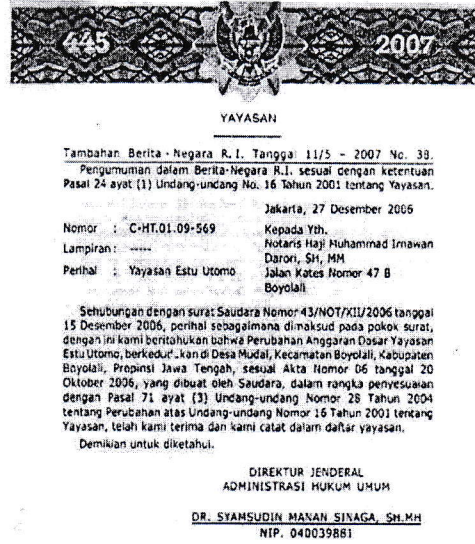 445 2007
YAYASAN
Tambahan Berita - Negara R.I. Tanggal 11/5 - 2007 No. 38.
Pengumuman dalam Berita-Negara R.I. sesuai dengan ketentuan
Pasal 24 ayat (1) Undang-undang No. 16 Tahun 2001 tentang Yayasan.
Jakarta, 27 Desember 2006
Nomor : C-HT.01.09-569
Kepada Yth.
Lampiran : -----
Notaris Haji Muhammad Irnawan
Darori, SH, MM
Perihal : Yayasan Estu Utomo
Jalan Kates Nomor 47 B
Boyolali
Sehubungan dengan surat Saudara Nomor 43/NOT/XII/2006 tanggal
15 Desember 2006, perihal sebagaimana dimaksud pada pokok surat,
dengan ini kami beritahukan bahwa Perubahan Anggaran Dasar Yayasan
Estu Utomo, berkedudukan di Desa Mudal, Kecamatan Boyolali, Kabupaten
Boyolali, Propinsi Jawa Tengah, sesuai Akta Nomor 06 tanggal 20
Oktober 2006, yang dibuat oleh Saudara, dalam rangka penyesuaian
dengan Pasal 71 ayat (3) Undang-undang Nomor 28 Tahun 2004
tentang Perubahan atas Undang-undang Nomor 16 Tahun 2001 tentang
Yayasan, telah kami terima dan kami catat dalam daftar yayasan.
Demikian untuk diketahui.
DIREKTUR JENDERAL
ADMINISTRASI HUKUM UMUM
DR. SYAMSUDIN MANAN SINAGA, SH.MH
NIP. 040039881